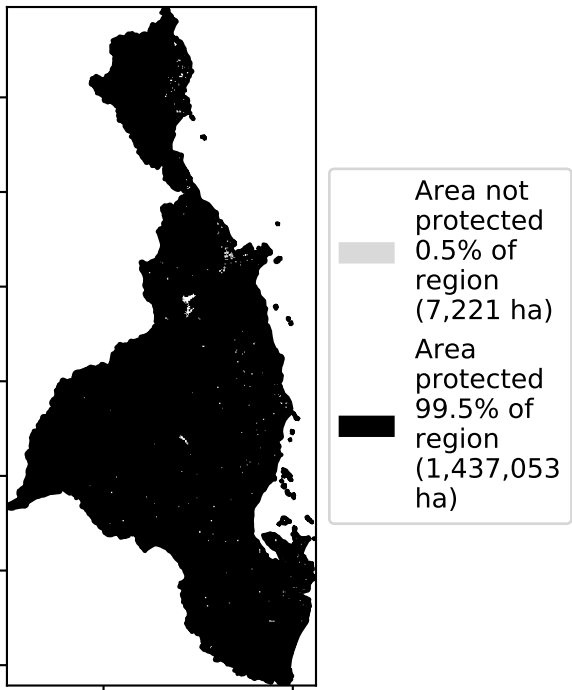 Area not
protected
0.5% of
region
(7,221 ha)
Area
protected
99.5% of
region
(1,437,053
ha)